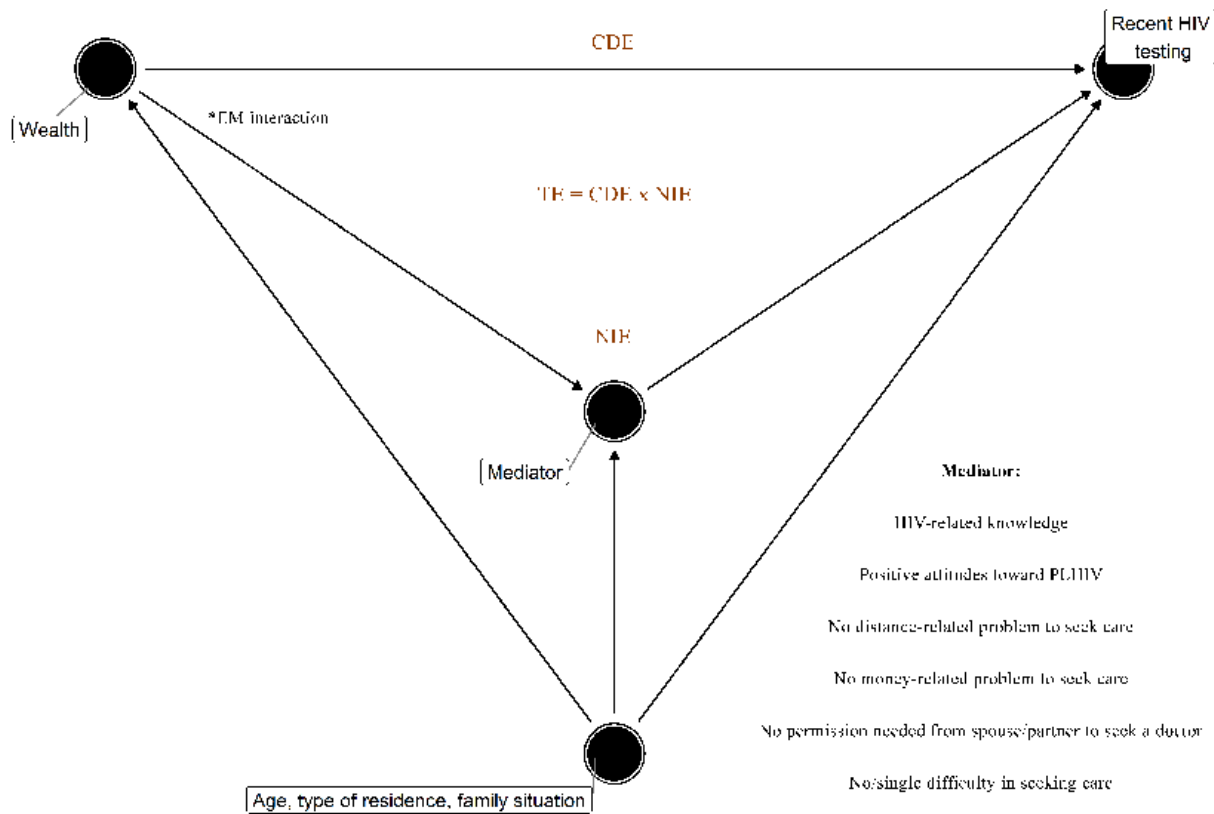 Recent HIV
testing
CDE
[Wealth]
*EM interaction
TE = CDE x NIE
NIE
Mediator
Mediator:
HIV-related knowledge
Positive attitudes toward PLHIV
No distance-related problem to seek care
No money-related problem to seek care
No permission needed from spouse/partner to seek a doctor
No/single difficulty in seeking care
Age, type of residence, family situation